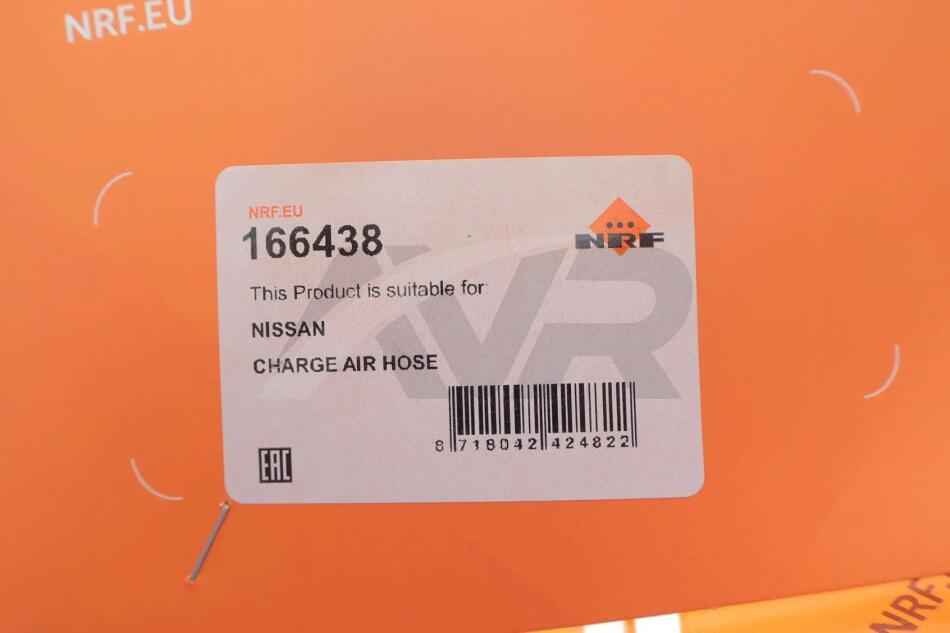 NRF.EU
NRF.EU
166438
NRF
This Product is suitable for
NISSAN
CHARGE AIR HOSE
AVR
8 718042 424822
EAC
NRF.